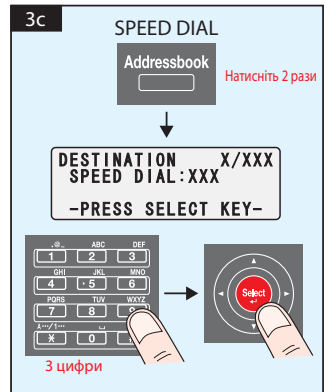 3c
SPEED DIAL
Addressbook
Натисніть 2 рази
DESTINATION X/XXX
SPEED DIAL:XXX
-PRESS SELECT KEY-
.@_ ABC DEF
1 2 3
GHI JKL MNO
4 5 6
PQRS TUV WXYZ
7 8 9
A···/1···
* 0
Select
3 цифри